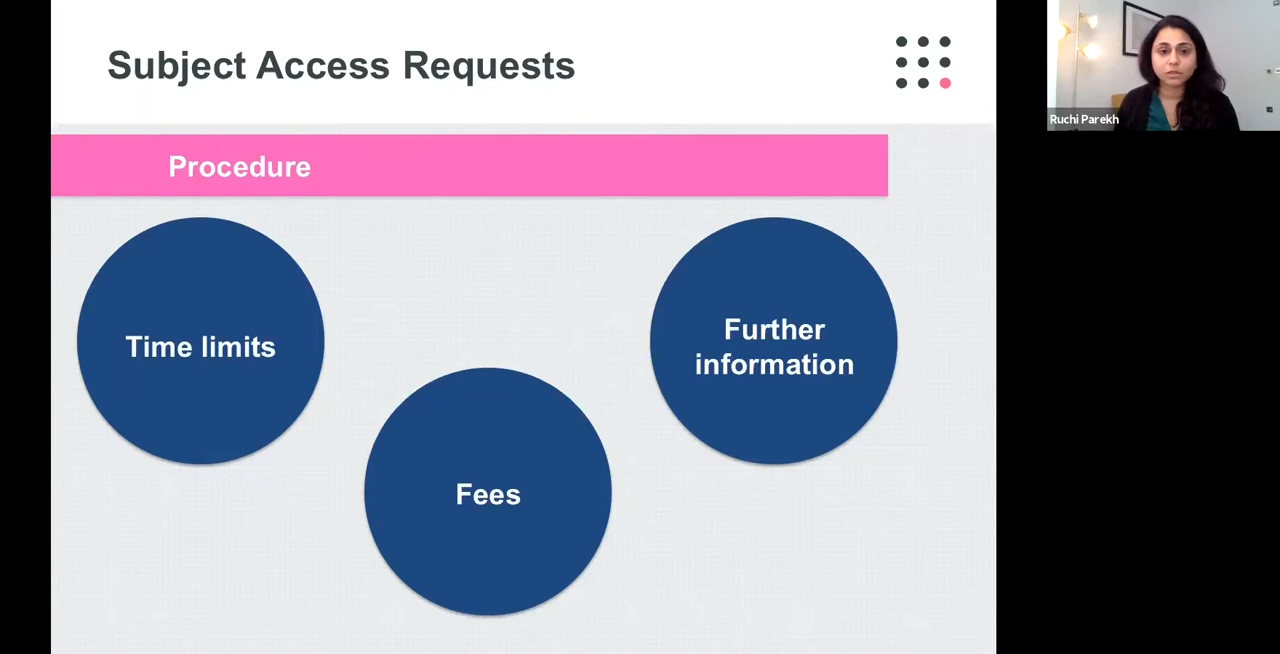 Subject Access Requests
Ruchi Parekh
Procedure
Time limits
Further
information
Fees